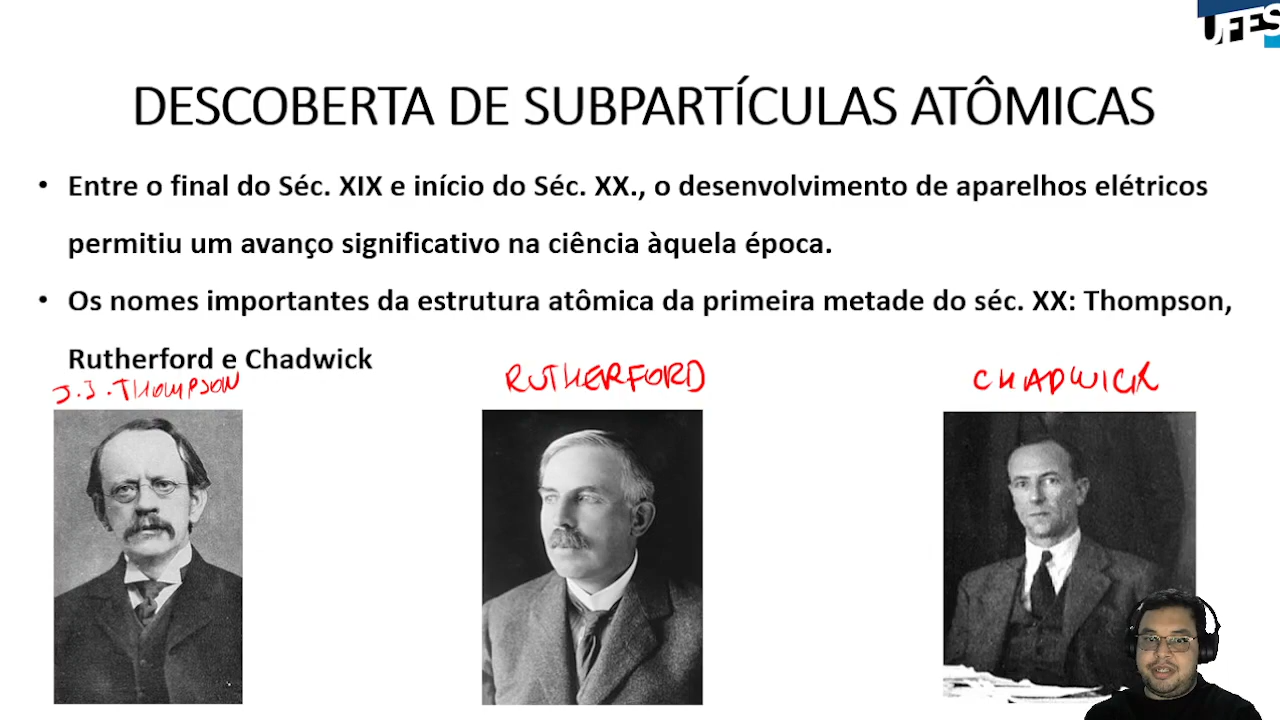 UFES
DESCOBERTA DE SUBPARTÍCULAS ATÔMICAS
• Entre o final do Séc. XIX e início do Séc. XX., o desenvolvimento de aparelhos elétricos
permitiu um avanço significativo na ciência àquela época.
• Os nomes importantes da estrutura atômica da primeira metade do séc. XX: Thompson,
Rutherford e Chadwick
J.J.THOMPSON
RUTHERFORD
CHADWICK